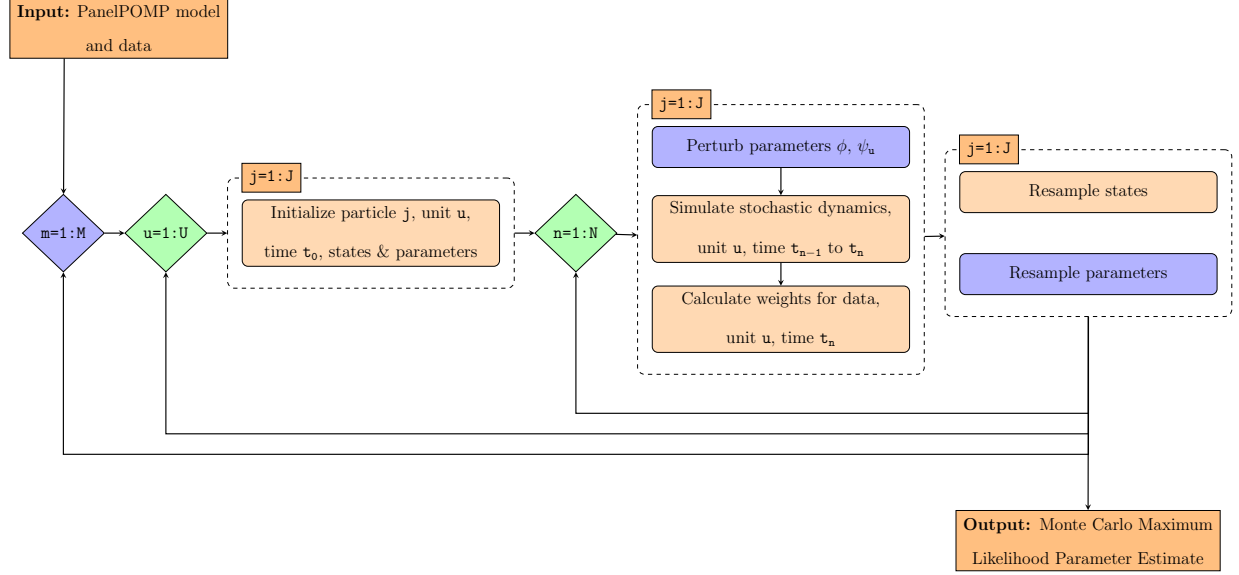 Input: PanelPOMP model
and data
m=1:M
u=1:U
j=1:J
Initialize particle j, unit u,
time t₀, states & parameters
n=1:N
j=1:J
Perturb parameters ϕ, ψᵤ
Simulate stochastic dynamics,
unit u, time tₙ₋₁ to tₙ
Calculate weights for data,
unit u, time tₙ
j=1:J
Resample states
Resample parameters
Output: Monte Carlo Maximum
Likelihood Parameter Estimate